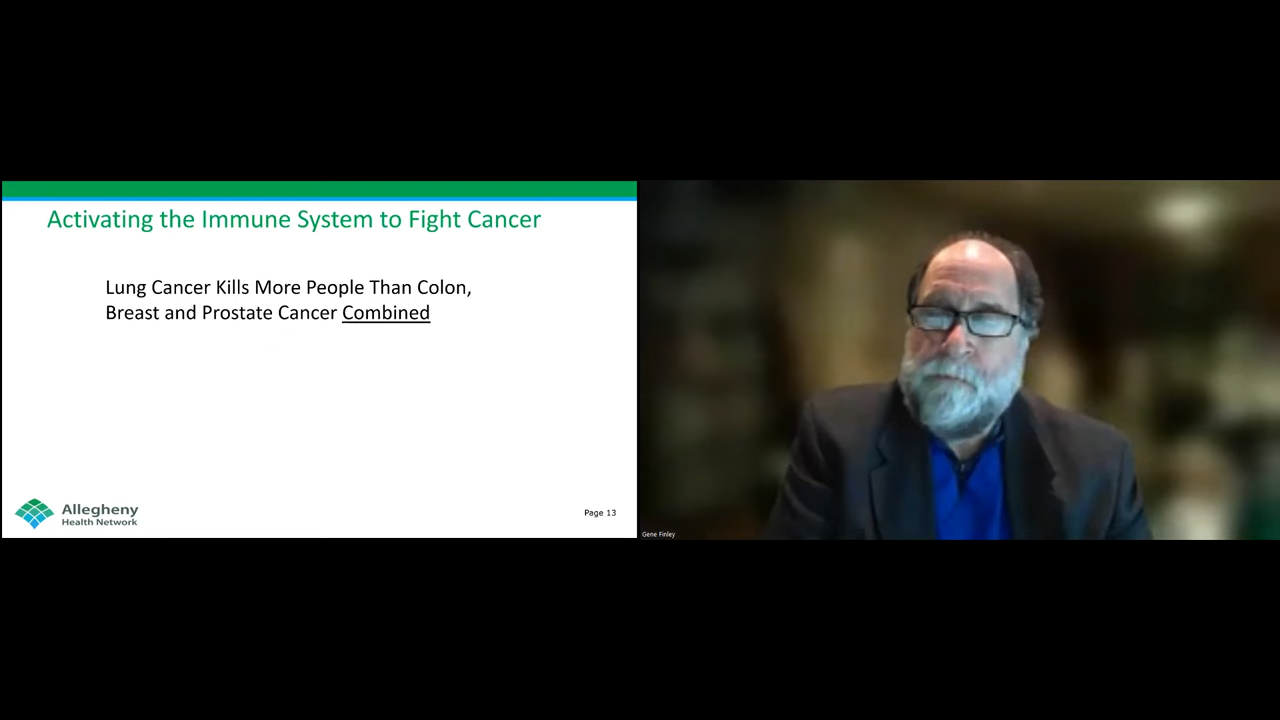 Activating the Immune System to Fight Cancer
Lung Cancer Kills More People Than Colon,
Breast and Prostate Cancer Combined
Allegheny
Health Network
Page 13
Gene Finley